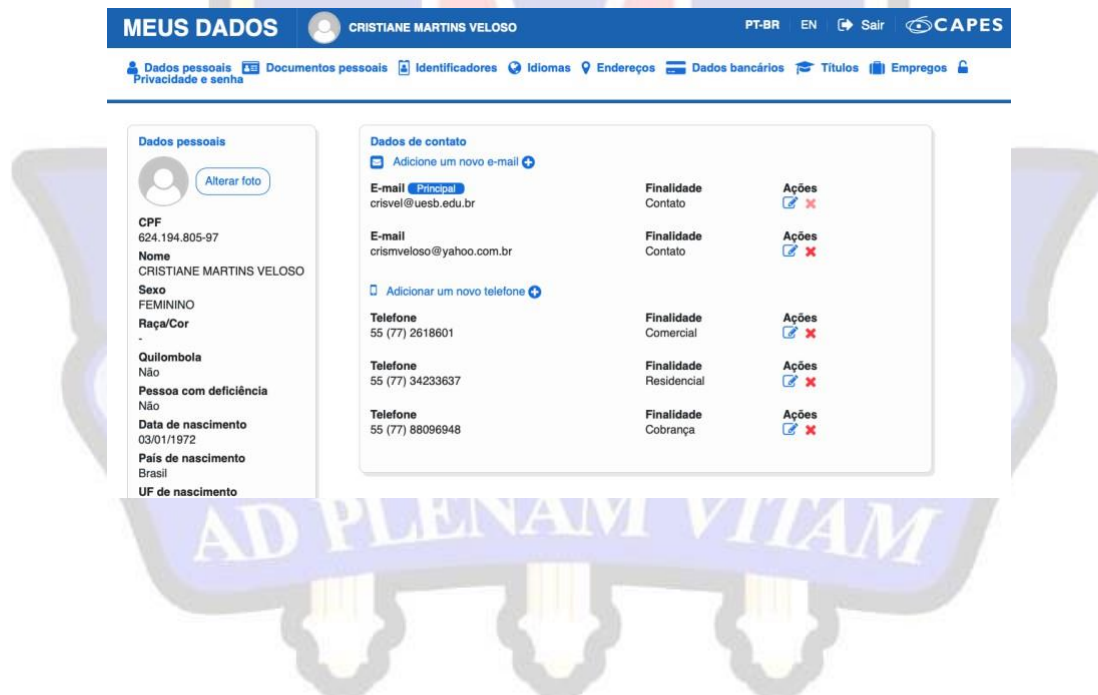 MEUS DADOS
CRISTIANE MARTINS VELOSO
PT-BR EN Sair CAPES
Dados pessoais Documentos pessoais Identificadores Idiomas Endereços Dados bancários Títulos Empregos
Privacidade e senha
Dados pessoais
Alterar foto
CPF
624.194.805-97
Nome
CRISTIANE MARTINS VELOSO
Sexo
FEMININO
Raça/Cor
-
Quilombola
Não
Pessoa com deficiência
Não
Data de nascimento
03/01/1972
País de nascimento
Brasil
UF de nascimento
Dados de contato
Adicione um novo e-mail
E-mail Principal Finalidade Ações
crisvel@uesb.edu.br Contato
E-mail Finalidade Ações
crismveloso@yahoo.com.br Contato
Adicionar um novo telefone
Telefone Finalidade Ações
55 (77) 2618601 Comercial
Telefone Finalidade Ações
55 (77) 34233637 Residencial
Telefone Finalidade Ações
55 (77) 88096948 Cobrança
AD PLENAM VITAM